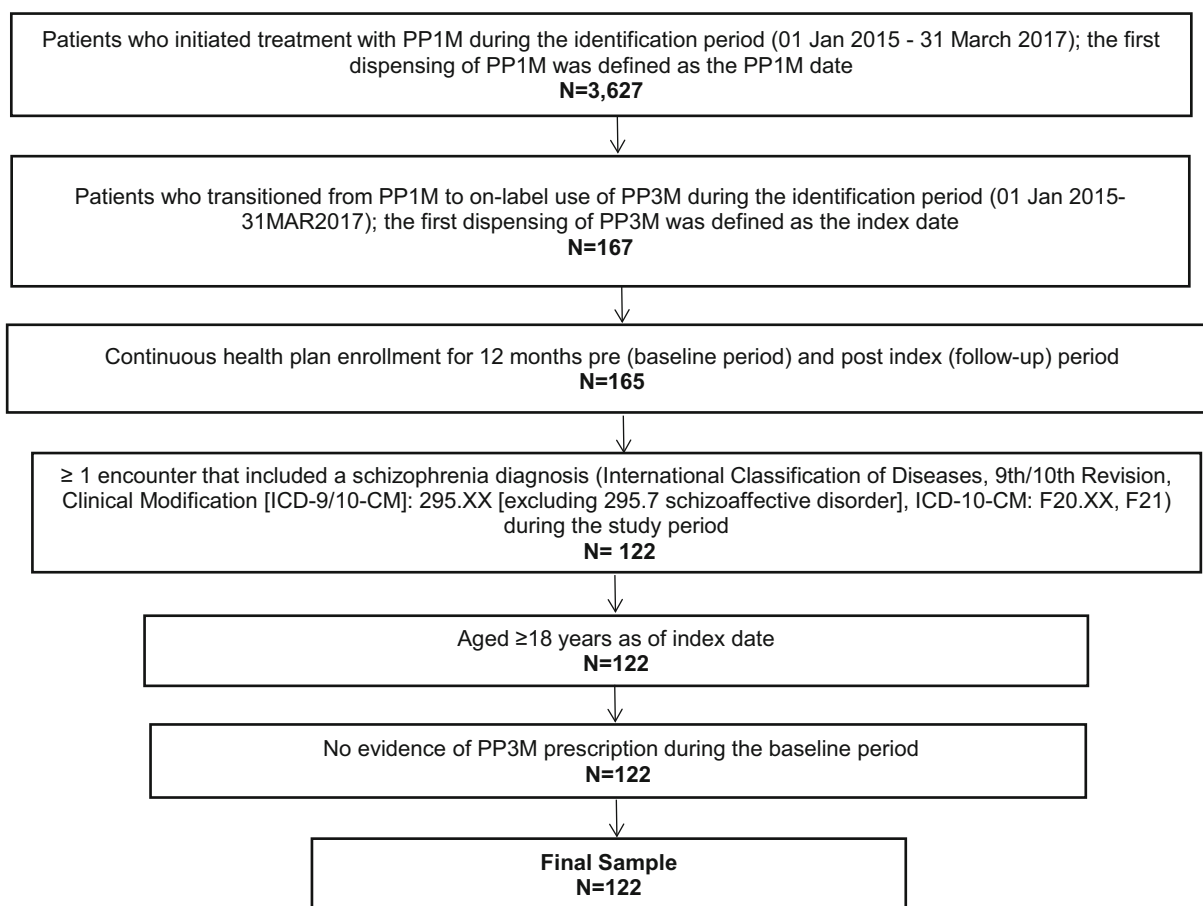 Patients who initiated treatment with PP1M during the identification period (01 Jan 2015 - 31 March 2017); the first
dispensing of PP1M was defined as the PP1M date
N=3,627
Patients who transitioned from PP1M to on-label use of PP3M during the identification period (01 Jan 2015-
31MAR2017); the first dispensing of PP3M was defined as the index date
N=167
Continuous health plan enrollment for 12 months pre (baseline period) and post index (follow-up) period
N=165
≥ 1 encounter that included a schizophrenia diagnosis (International Classification of Diseases, 9th/10th Revision,
Clinical Modification [ICD-9/10-CM]: 295.XX [excluding 295.7 schizoaffective disorder], ICD-10-CM: F20.XX, F21)
during the study period
N= 122
Aged ≥18 years as of index date
N=122
No evidence of PP3M prescription during the baseline period
N=122
Final Sample
N=122